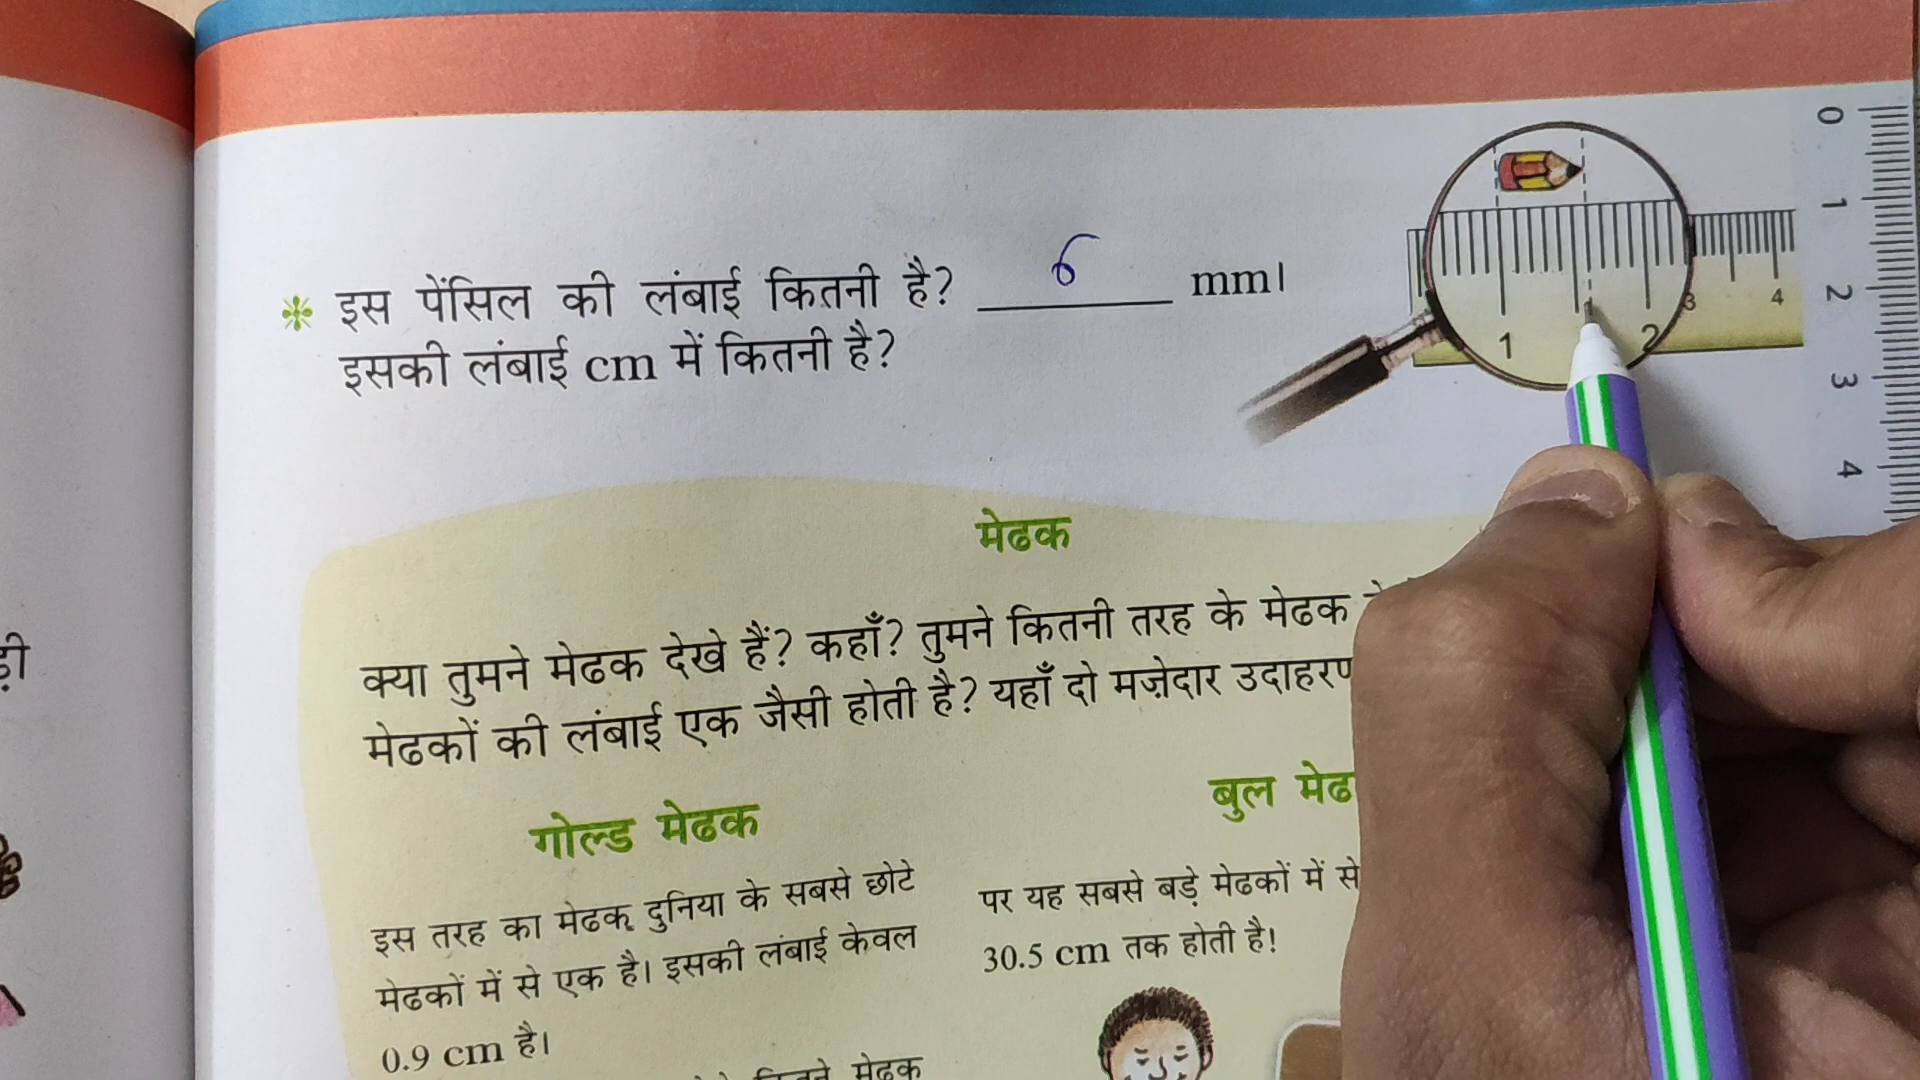 इस पेंसिल की लंबाई कितनी है? 6 mm।
इसकी लंबाई cm में कितनी है?
1 2 3 4
0
1
2
3
4
मेढक
क्या तुमने मेढक देखे हैं? कहाँ? तुमने कितनी तरह के मेढक
मेढकों की लंबाई एक जैसी होती है? यहाँ दो मज़ेदार उदाहरण
गोल्ड मेढक
इस तरह का मेढक दुनिया के सबसे छोटे
मेढकों में से एक है। इसकी लंबाई केवल
0.9 cm है।
मेढक
बुल
पर यह सबसे बड़े मेढकों में से
30.5 cm तक होती है!